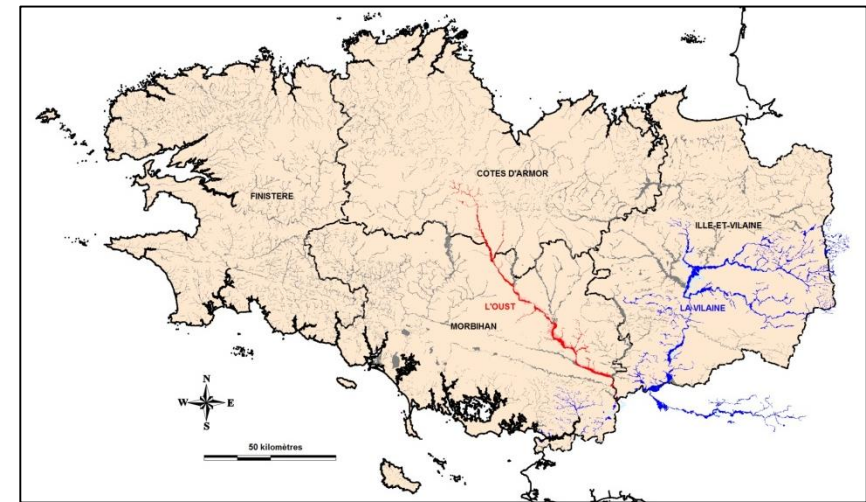 COTES D'ARMOR
FINISTERE
ILLE-ET-VILAINE
L'OUST
LA VILAINE
MORBIHAN
N
W E
S
50 kilomètres